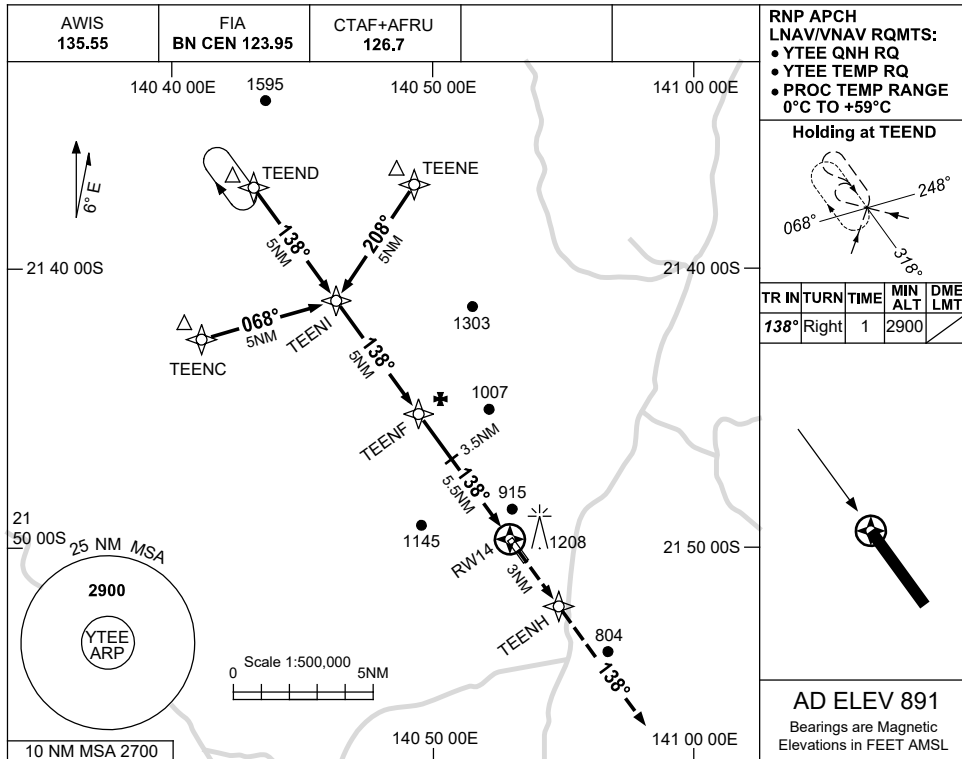 AWIS
135.55
FIA
BN CEN 123.95
CTAF+AFRU
126.7
RNP APCH
LNAV/VNAV RQMTS:
• YTEE QNH RQ
• YTEE TEMP RQ
• PROC TEMP RANGE
0°C TO +59°C
Holding at TEEND
248°
068°
318°
TR IN TURN TIME MIN ALT DME LMT
138° Right 1 2900
140 40 00E
140 50 00E
141 00 00E
1595
6° E
TEEND
TEENE
138°
5NM
208°
5NM
21 40 00S
21 40 00S
068°
5NM
TEENC
TEENI
1303
138°
5NM
1007
TEENF
3.5NM
138°
5.5NM
915
1145
1208
RW14
3NM
21
50 00S
21 50 00S
TEENH
804
138°
25 NM MSA
2900
YTEE
ARP
Scale 1:500,000
0
5NM
10 NM MSA 2700
140 50 00E
141 00 00E
AD ELEV 891
Bearings are Magnetic
Elevations in FEET AMSL